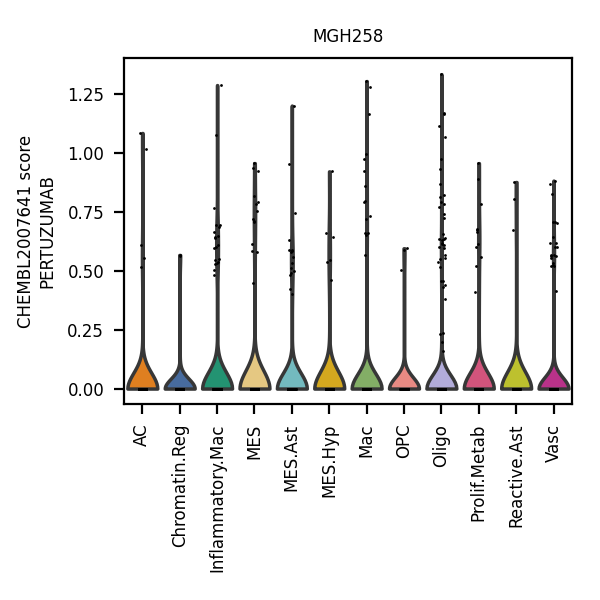 MGH258
CHEMBL2007641 score
PERTUZUMAB
1.25
1.00
0.75
0.50
0.25
0.00
AC
Chromatin.Reg
Inflammatory.Mac
MES
MES.Ast
MES.Hyp
Mac
OPC
Oligo
Prolif.Metab
Reactive.Ast
Vasc